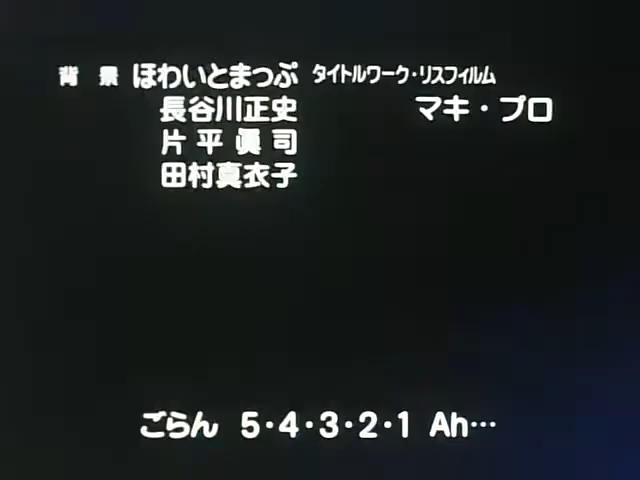 背景 ほわいとまっぷ タイトルワーク・リスフィルム
長谷川正史 マキ・プロ
片平眞司
田村真衣子
ごらん 5・4・3・2・1 Ah…